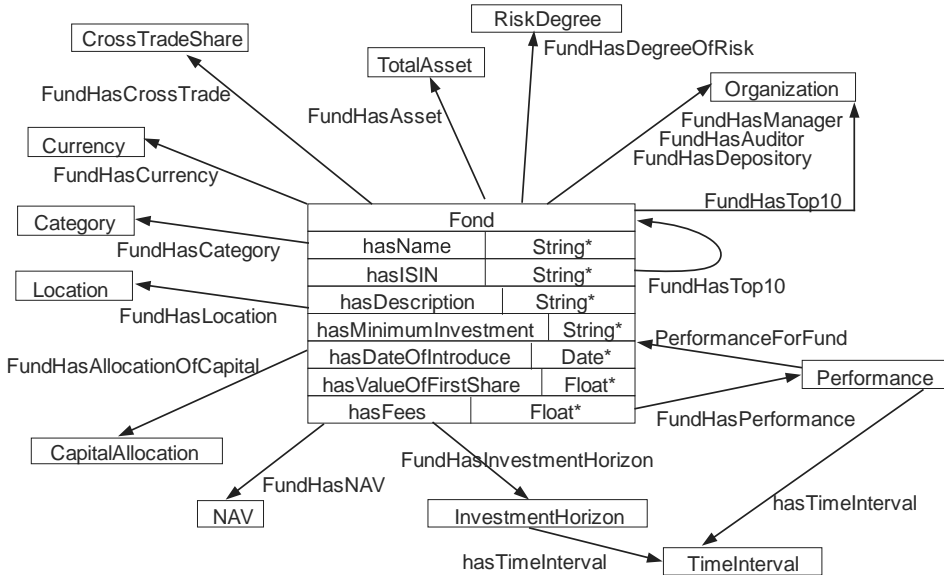 RiskDegree
CrossTradeShare
FundHasDegreeOfRisk
TotalAsset
FundHasCrossTrade
Organization
FundHasAsset
FundHasManager
FundHasAuditor
FundHasDepository
Currency
FundHasCurrency
FundHasTop10
Category
Fond
FundHasCategory
hasName String*
hasISIN String*
Location
FundHasTop10
hasDescription String*
FundHasLocation
hasMinimumInvestment String*
PerformanceForFund
FundHasAllocationOfCapital
hasDateOfIntroduce Date*
Performance
hasValueOfFirstShare Float*
hasFees Float*
FundHasPerformance
CapitalAllocation
FundHasInvestmentHorizon
FundHasNAV
hasTimeInterval
NAV
InvestmentHorizon
hasTimeInterval
TimeInterval